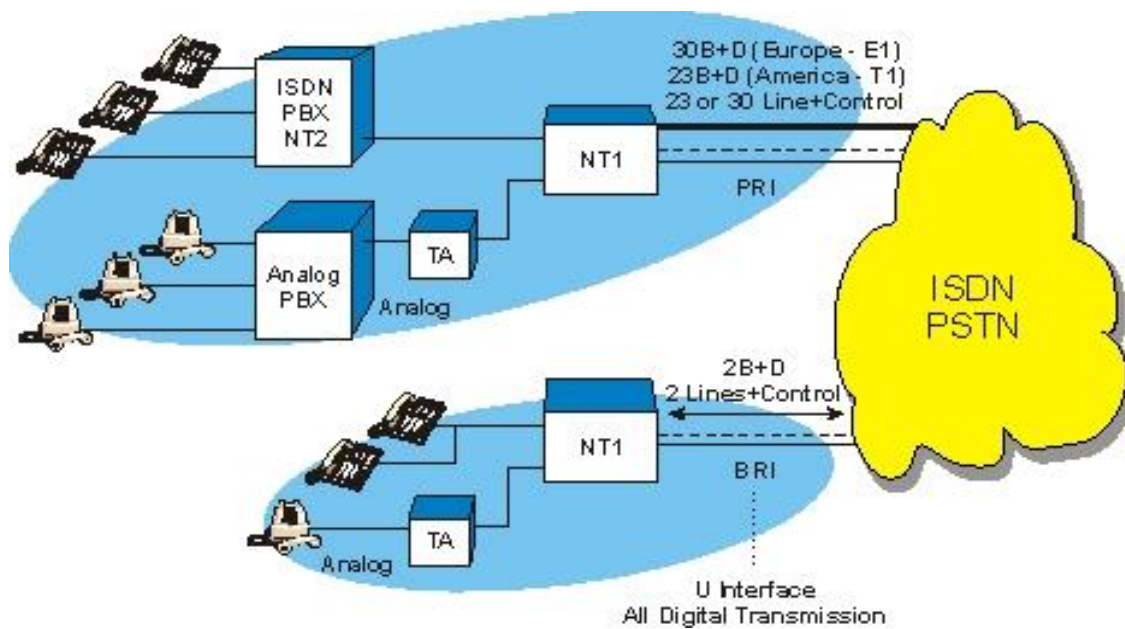 30B+D (Europe - E1)
23B+D (America - T1)
23 or 30 Line+Control
ISDN
PBX
NT2
NT1
PRI
Analog
PBX
TA
Analog
ISDN
PSTN
2B+D
2 Lines+Control
NT1
BRI
TA
Analog
U Interface
All Digital Transmission